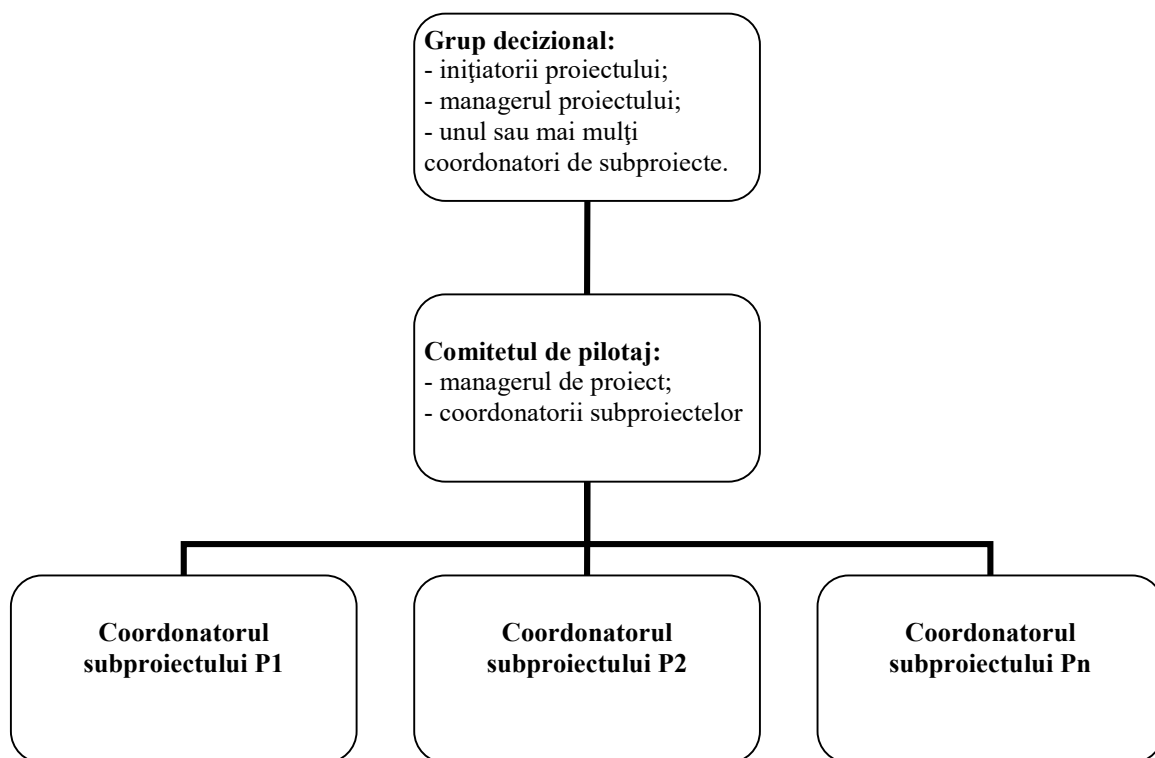 Grup decizional:
- iniţiatorii proiectului;
- managerul proiectului;
- unul sau mai mulţi
coordonatori de subproiecte.
Comitetul de pilotaj:
- managerul de proiect;
- coordonatorii subproiectelor
Coordonatorul
subproiectului P1
Coordonatorul
subproiectului P2
Coordonatorul
subproiectului Pn